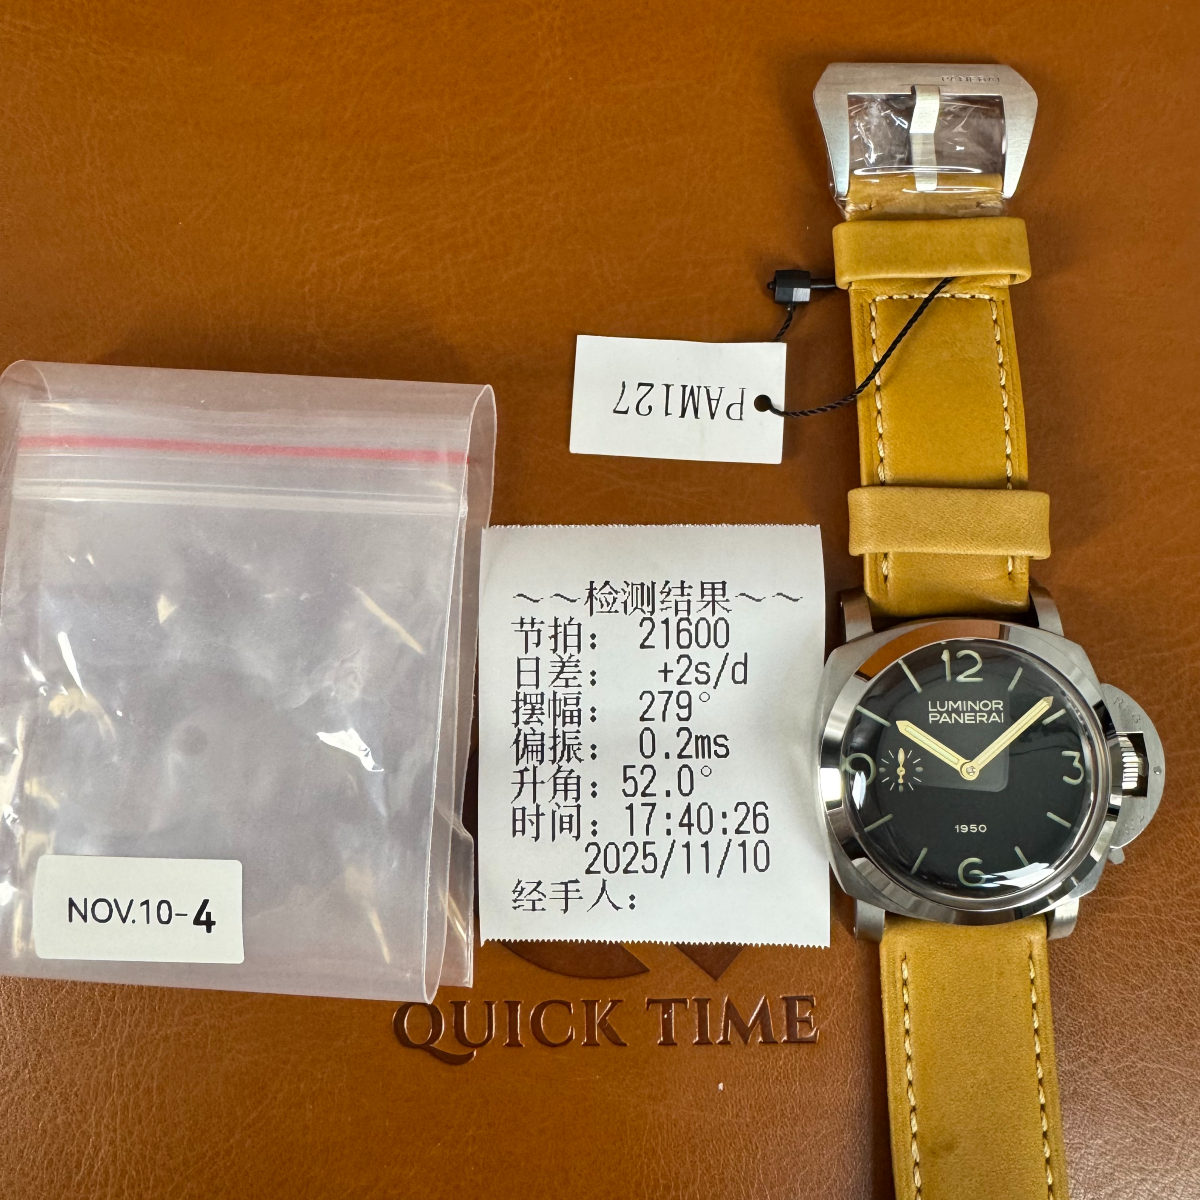 PANERAI
PAM127
~~检测结果~~
节拍： 21600
日差： +2s/d
摆幅： 279°
偏振： 0.2ms
升角：52.0°
时间：17:40:26
2025/11/10
经手人：
NOV.10-4
QUICK TIME
12
LUMINOR
PANERAI
9
3
1950
6